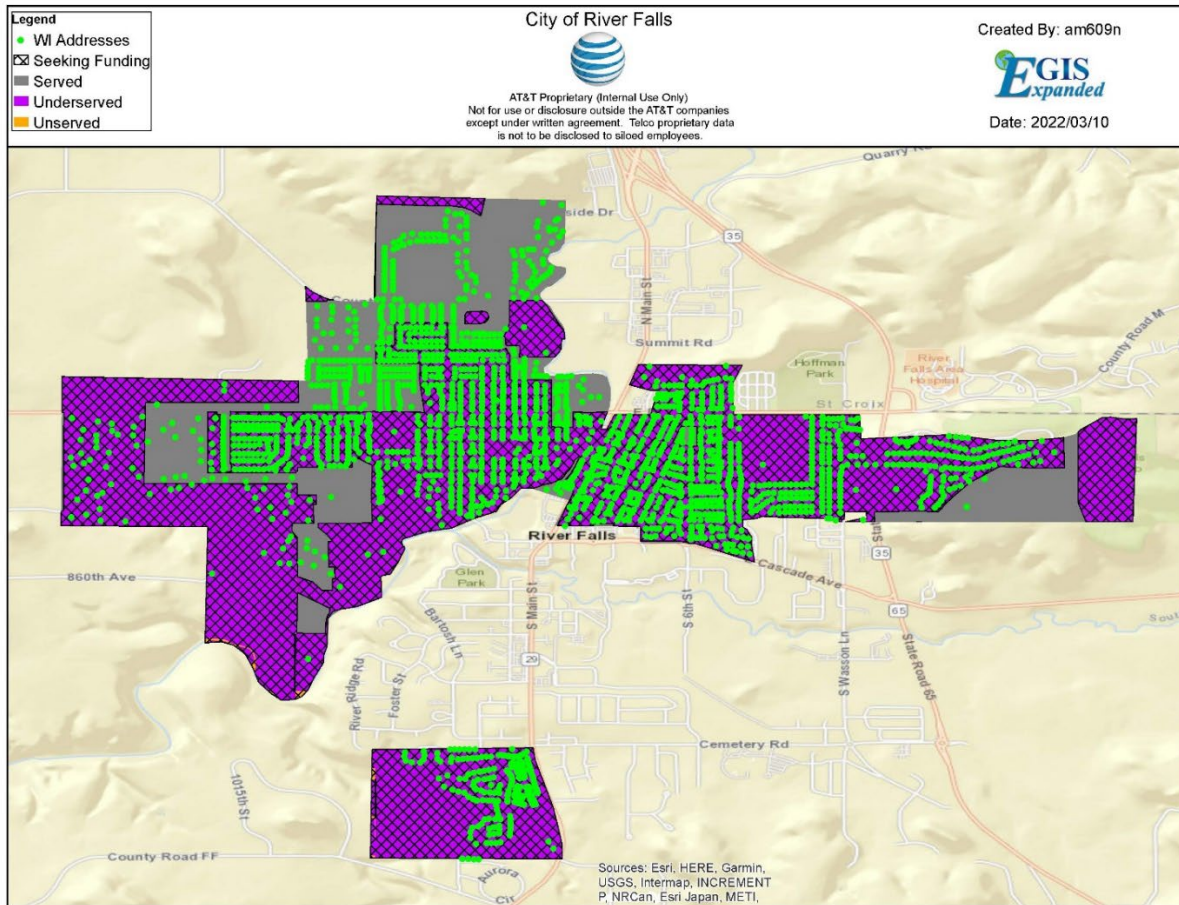 Legend
WI Addresses
Seeking Funding
Served
Underserved
Unserved
City of River Falls
AT&T Proprietary (Internal Use Only)
Not for use or disclosure outside the AT&T companies
except under written agreement. Telco proprietary data
is not to be disclosed to siloed employees.
Created By: am609n
EGIS
Expanded
Date: 2022/03/10
35
N Main St
Summit Rd
Hoffman
Park
River
Falls Area
Hospital
County Road M
St Croix
River Falls
860th Ave
Glen
Park
Bartosh Ln
S Main St
29
Cascade Ave
S 6th St
35
65
State Road 65
S Wasson Ln
River Ridge Rd
Foster St
Cemetery Rd
1015th St
County Road FF
Aurora
Cir
Sources: Esri, HERE, Garmin,
USGS, Intermap, INCREMENT
P, NRCan, Esri Japan, METI,